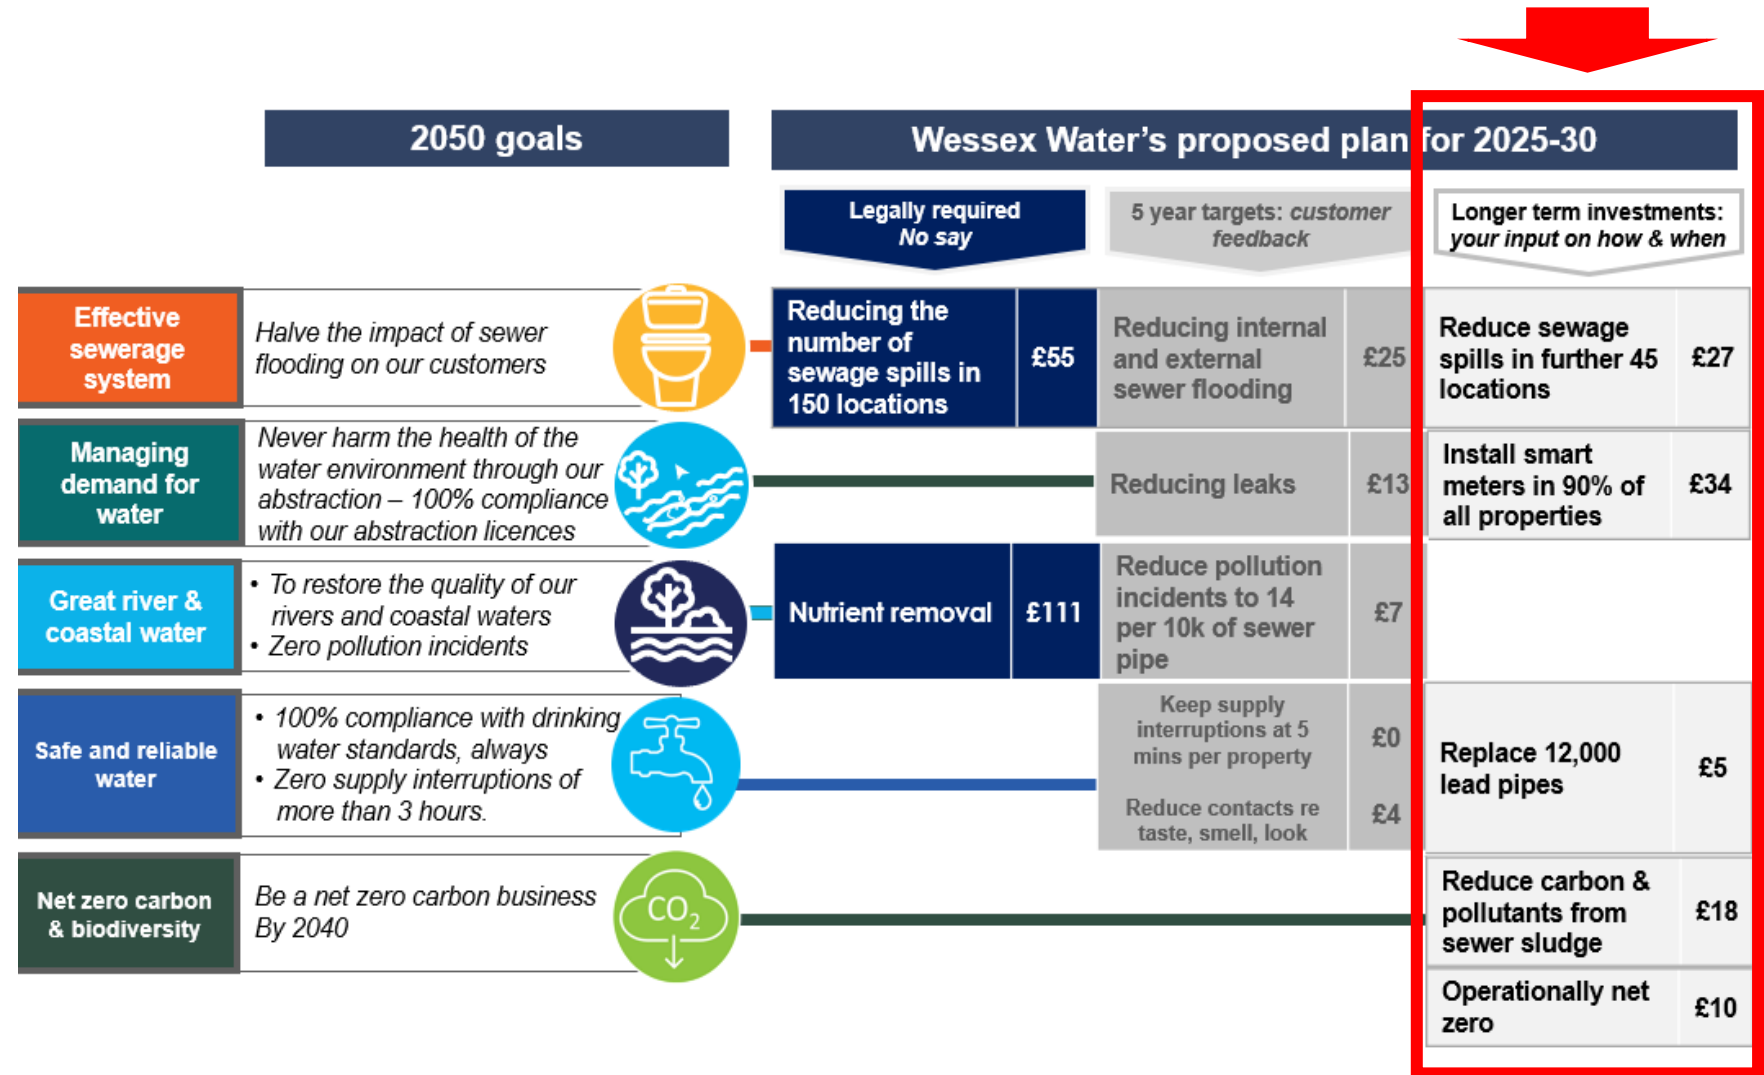 2050 goals
Wessex Water's proposed plan for 2025-30
Legally required
No say
5 year targets: customer
feedback
Longer term investments:
your input on how & when
Effective
sewerage
system
Halve the impact of sewer
flooding on our customers
Reducing the
number of
sewage spills in
150 locations
£55
Reducing internal
and external
sewer flooding
£25
Reduce sewage
spills in further 45
locations
£27
Managing
demand for
water
Never harm the health of the
water environment through our
abstraction – 100% compliance
with our abstraction licences
Reducing leaks
£13
Install smart
meters in 90% of
all properties
£34
Great river &
coastal water
• To restore the quality of our
rivers and coastal waters
• Zero pollution incidents
Nutrient removal
£111
Reduce pollution
incidents to 14
per 10k of sewer
pipe
£7
Safe and reliable
water
• 100% compliance with drinking
water standards, always
• Zero supply interruptions of
more than 3 hours.
Keep supply
interruptions at 5
mins per property
£0
Reduce contacts re
taste, smell, look
£4
Replace 12,000
lead pipes
£5
Net zero carbon
& biodiversity
Be a net zero carbon business
By 2040
CO2
Reduce carbon &
pollutants from
sewer sludge
£18
Operationally net
zero
£10